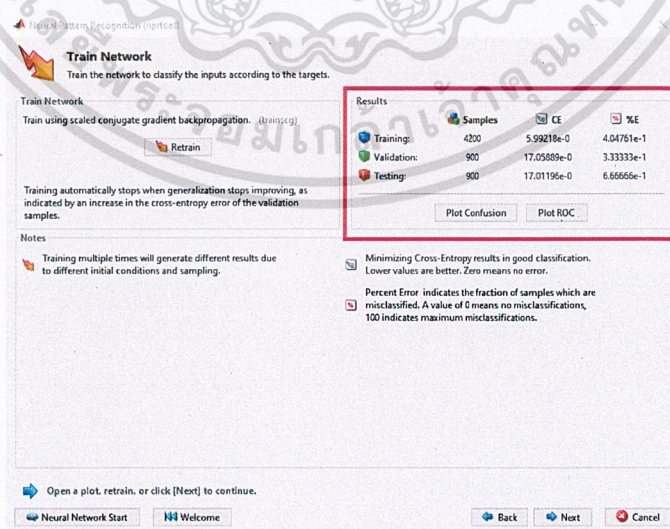 Neural Pattern Recognition (nprtool)
Train Network
Train the network to classify the inputs according to the targets.
Train Network
Train using scaled conjugate gradient backpropagation. (trainscg)
Retrain
Training automatically stops when generalization stops improving, as
indicated by an increase in the cross-entropy error of the validation
samples.
Results
Samples CE %E
Training: 4200 5.99218e-0 4.04761e-1
Validation: 900 17.05889e-0 3.33333e-1
Testing: 900 17.01196e-0 6.66666e-1
Plot Confusion Plot ROC
Notes
Training multiple times will generate different results due
to different initial conditions and sampling.
Minimizing Cross-Entropy results in good classification.
Lower values are better. Zero means no error.
Percent Error indicates the fraction of samples which are
misclassified. A value of 0 means no misclassifications,
100 indicates maximum misclassifications.
Open a plot, retrain, or click [Next] to continue.
Neural Network Start Welcome Back Next Cancel